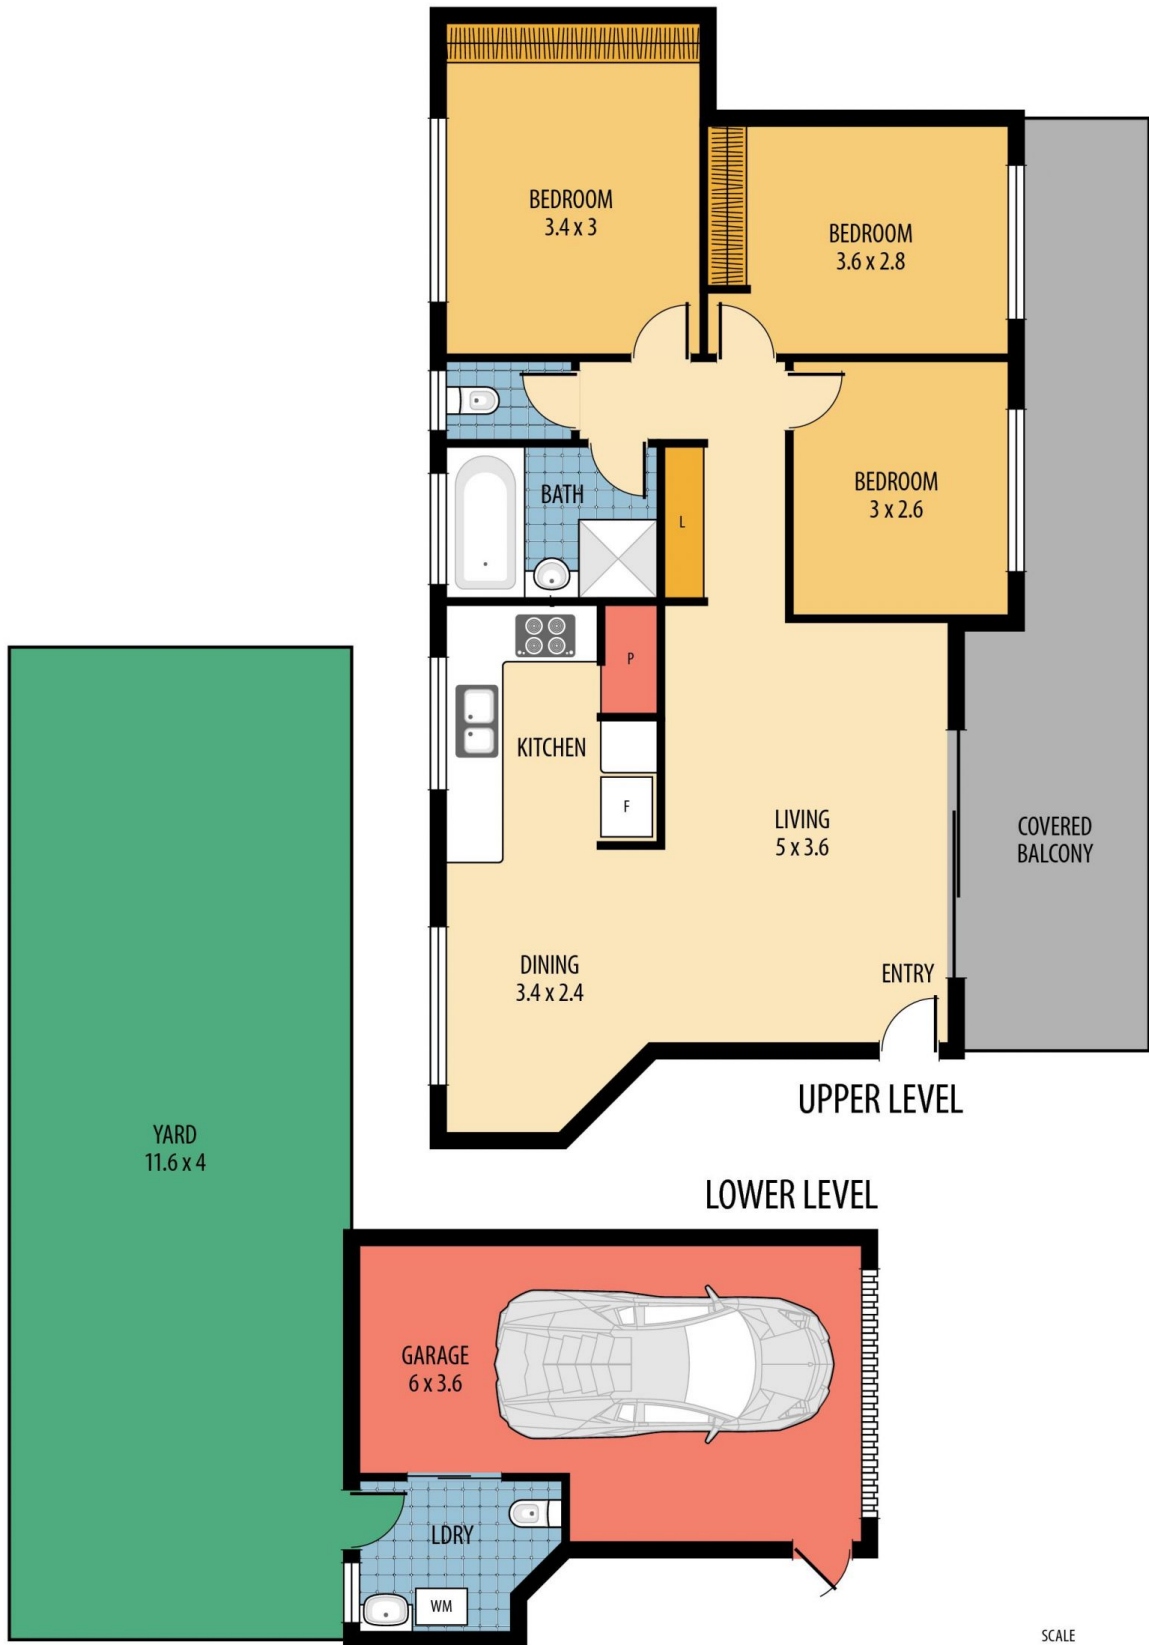 BEDROOM
3.4 x 3
BEDROOM
3.6 x 2.8
BEDROOM
3 x 2.6
BATH
L
P
KITCHEN
F
LIVING
5 x 3.6
COVERED
BALCONY
DINING
3.4 x 2.4
ENTRY
UPPER LEVEL
YARD
11.6 x 4
LOWER LEVEL
GARAGE
6 x 3.6
LDRY
WM
SCALE